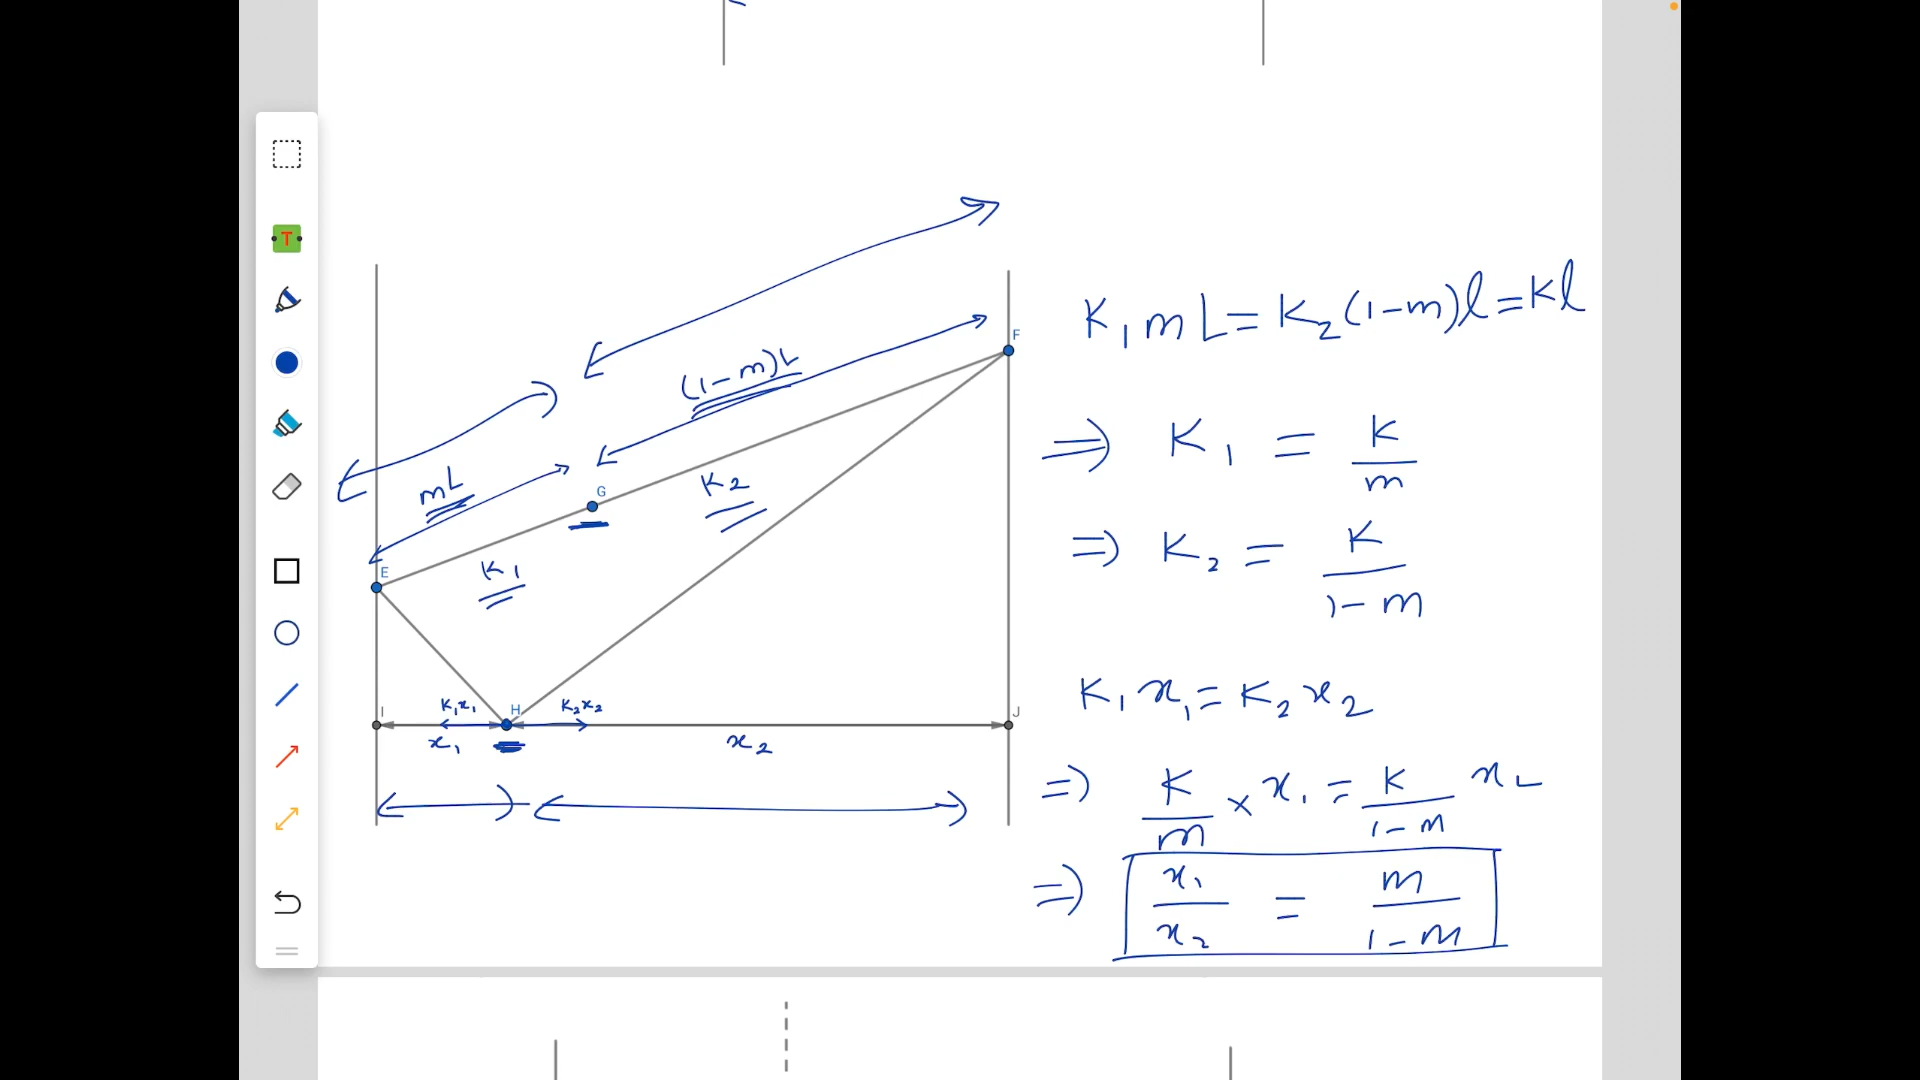 T
(1-m)L
mL
F
G
K2
E
K1
I
K1x1
H
K2x2
J
x1
x2
K1 m L = K2 (1-m) l = Kl
=> K1 = K/m
=> K2 = K/(1-m)
K1 x1 = K2 x2
=> K/m × x1 = K/(1-m) x2
=> x1/x2 = m/(1-m)